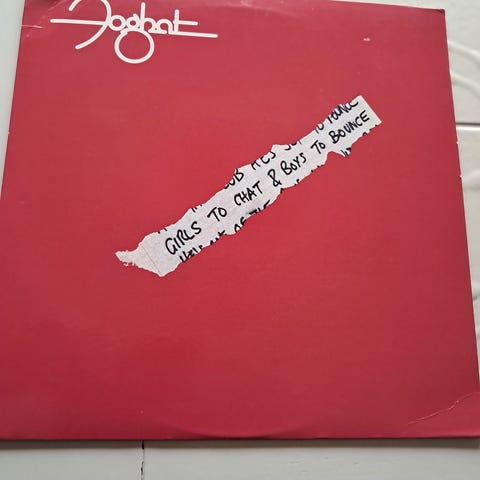 Foghat
GIRLS TO CHAT & BOYS TO BOUNCE